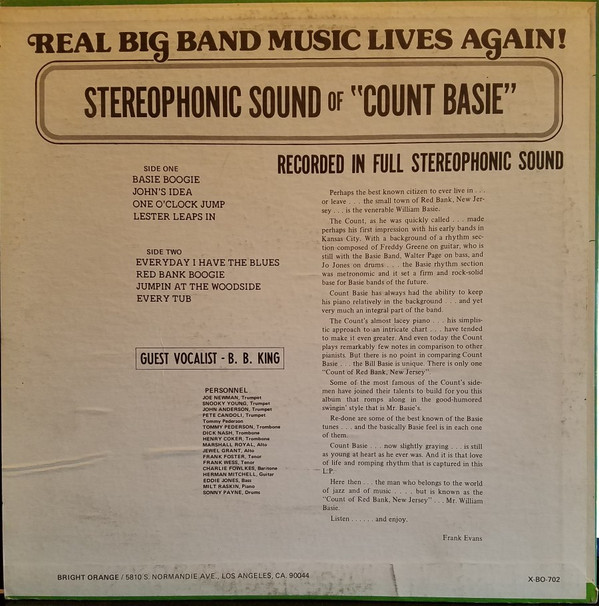 REAL BIG BAND MUSIC LIVES AGAIN!
STEREOPHONIC SOUND OF "COUNT BASIE"
RECORDED IN FULL STEREOPHONIC SOUND
SIDE ONE
BASIE BOOGIE
JOHN'S IDEA
ONE O'CLOCK JUMP
LESTER LEAPS IN
SIDE TWO
EVERYDAY I HAVE THE BLUES
RED BANK BOOGIE
JUMPIN AT THE WOODSIDE
EVERY TUB
GUEST VOCALIST - B. B. KING
PERSONNEL
JOE NEWMAN, Trumpet
SNOOKY YOUNG, Trumpet
JOHN ANDERSON, Trumpet
PETE CANDOLI, Trumpet
Tommy Pederson
TOMMY PEDERSON, Trombone
DICK NASH, Trombone
HENRY COKER, Trombone
MARSHALL ROYAL, Alto
JEWEL GRANT, Alto
FRANK FOSTER, Tenor
FRANK WESS, Tenor
CHARLIE FOWLKES, Baritone
HERMAN MITCHELL, Guitar
EDDIE JONES, Bass
MILT RASKIN, Piano
SONNY PAYNE, Drums
Perhaps the best known citizen to ever live in . . .
or leave . . . the small town of Red Bank, New Jer-
sey . . . is the venerable William Basie.
The Count, as he was quickly called . . . made
perhaps his first impression with his early bands in
Kansas City. With a background of a rhythm sec-
tion composed of Freddy Greene on guitar, who is
still with the Basie Band, Walter Page on bass, and
Jo Jones on drums . . . the Basie rhythm section
was metronomic and it set a firm and rock-solid
base for Basie bands of the future.
Count Basie has always had the ability to keep
his piano relatively in the background . . . and yet
very much an integral part of the band.
The Count's almost lacey piano . . . his simplis-
tic approach to an intricate chart . . . have tended
to make it even greater. And even today the Count
plays remarkably few notes in comparison to other
pianists. But there is no point in comparing Count
Basie . . . the Bill Basie is unique. There is only one
"Count of Red Bank, New Jersey".
Some of the most famous of the Count's side-
men have joined their talents to build for you this
album that romps along in the good-humored
swingin' style that is Mr. Basie's.
Re-done are some of the best known of the Basie
tunes . . . and the basically Basie feel is in each one
of them.
Count Basie . . . now slightly graying . . . is still
as young at heart as he ever was. And it is that love
of life and romping rhythm that is captured in this
L.P.
Here then . . . the man who belongs to the world
of jazz and of music . . . . but is known as the
"Count of Red Bank, New Jersey" . . . Mr. William
Basie.
Listen . . . . . . and enjoy.
Frank Evans
BRIGHT ORANGE / 5810 S. NORMANDIE AVE., LOS ANGELES, CA. 90044
X-BO-702